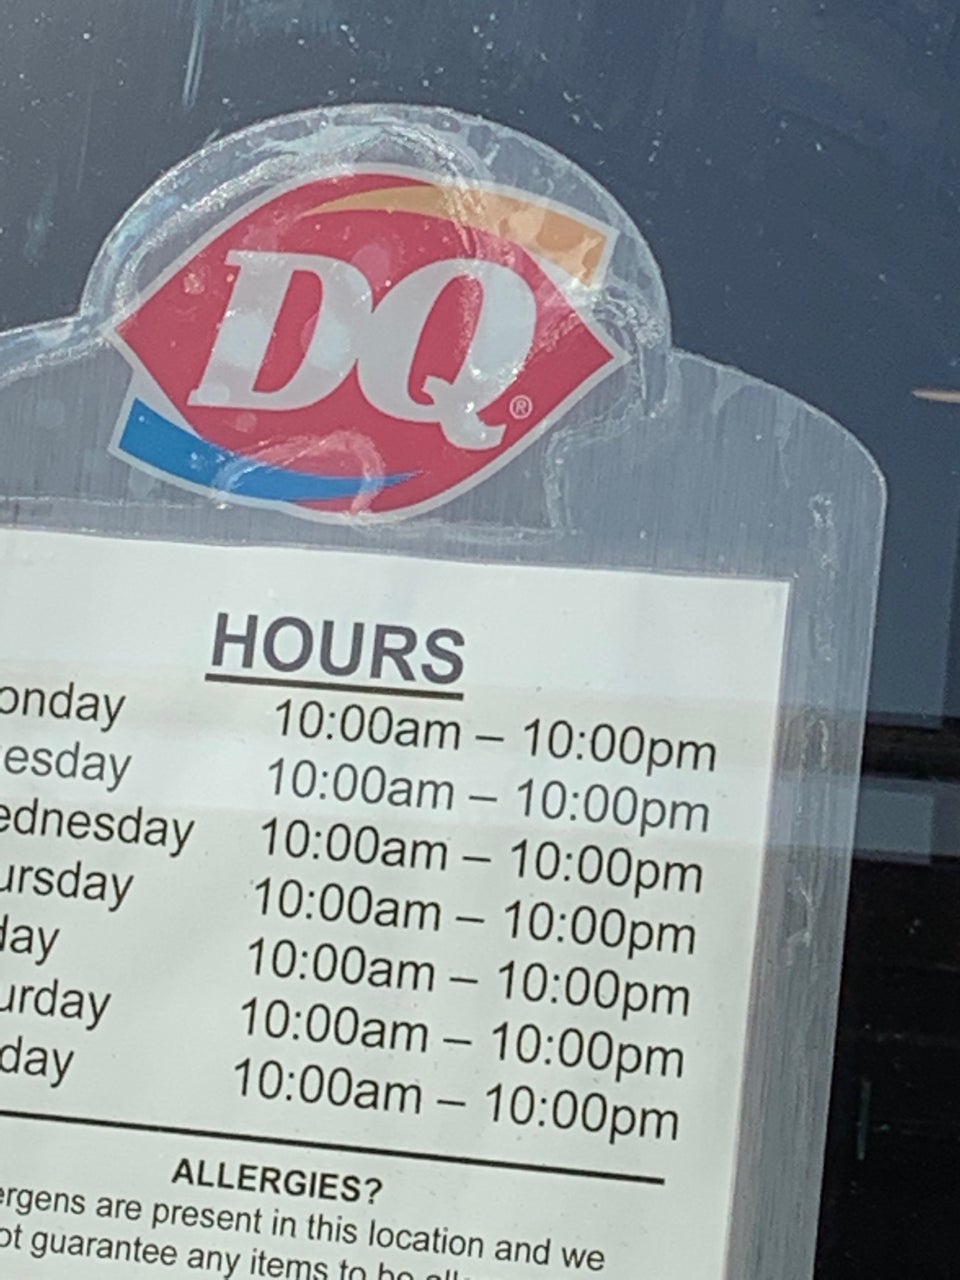 DQ®
HOURS
onday 10:00am – 10:00pm
esday 10:00am – 10:00pm
ednesday 10:00am – 10:00pm
ursday 10:00am – 10:00pm
day 10:00am – 10:00pm
urday 10:00am – 10:00pm
day 10:00am – 10:00pm
ALLERGIES?
ergens are present in this location and we
ot guarantee any items to be